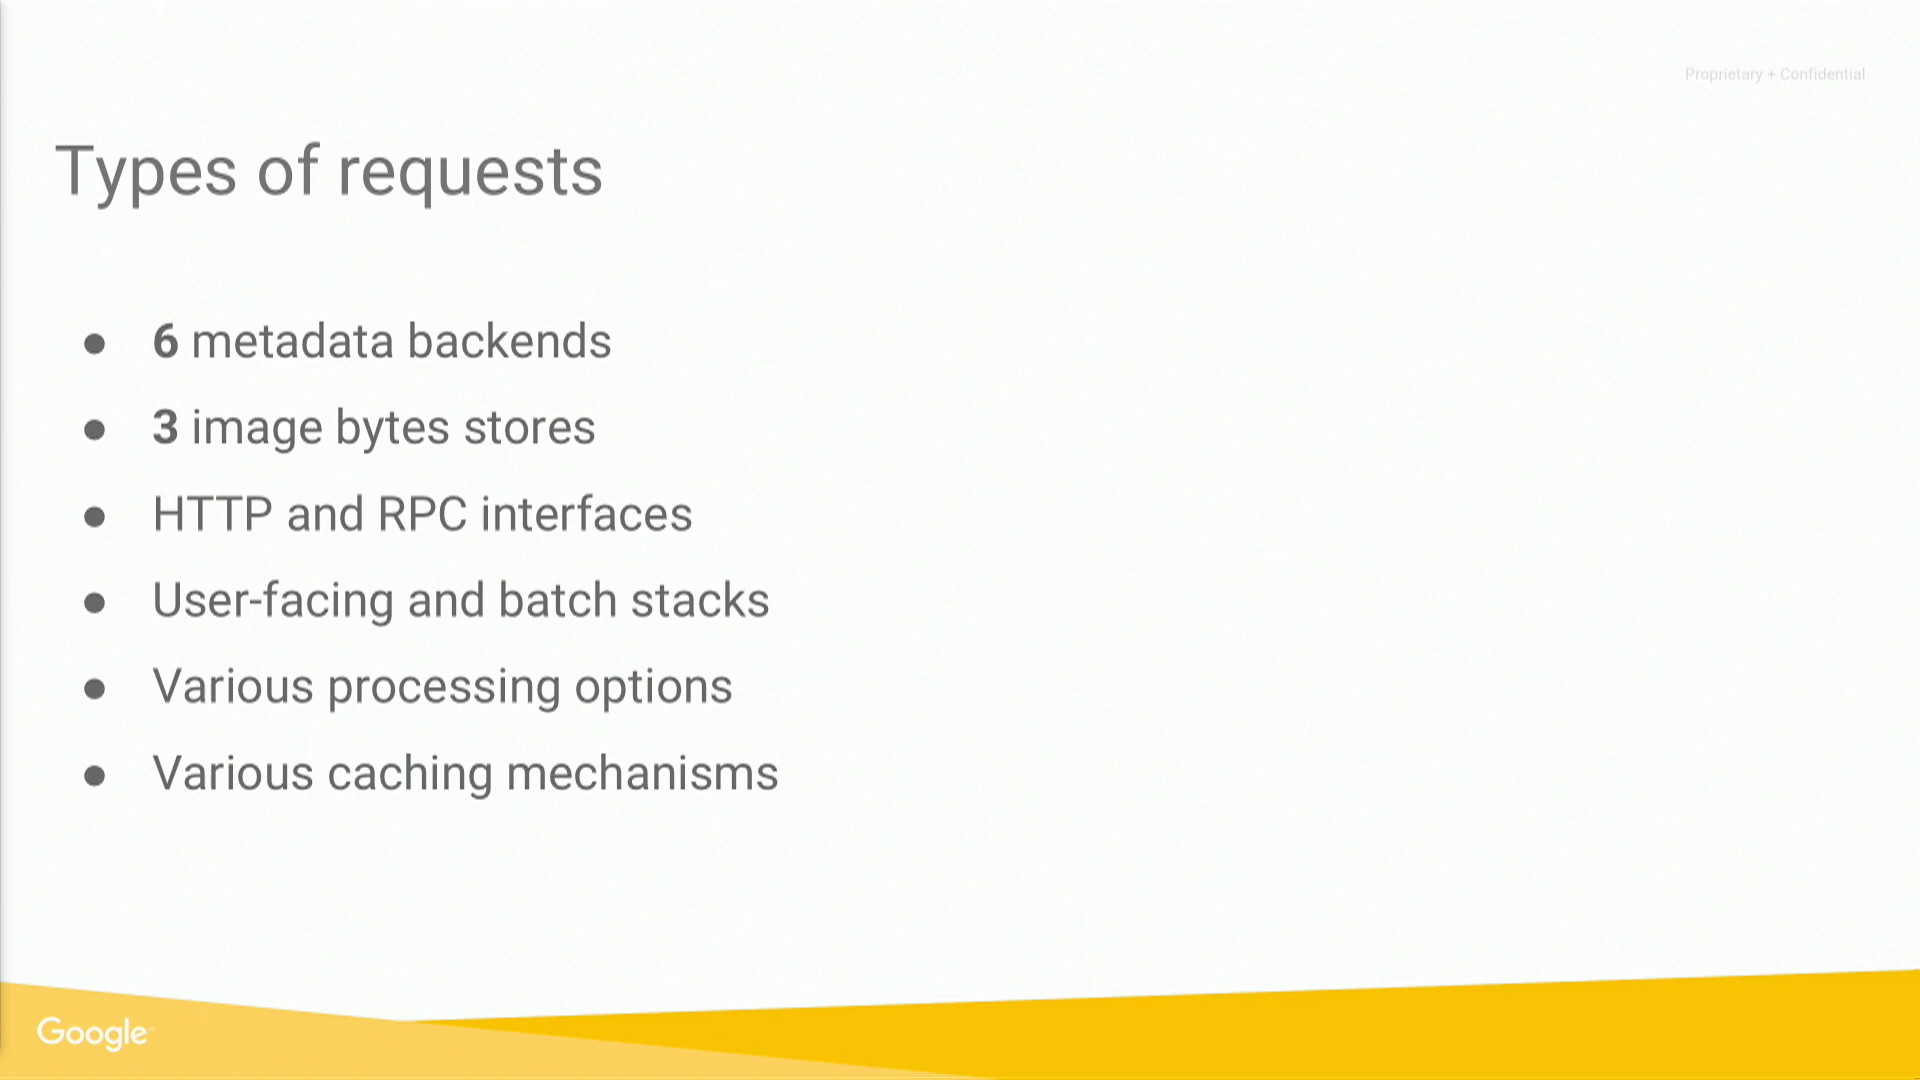 Proprietary + Confidential
Types of requests
● 6 metadata backends
● 3 image bytes stores
● HTTP and RPC interfaces
● User-facing and batch stacks
● Various processing options
● Various caching mechanisms
Google